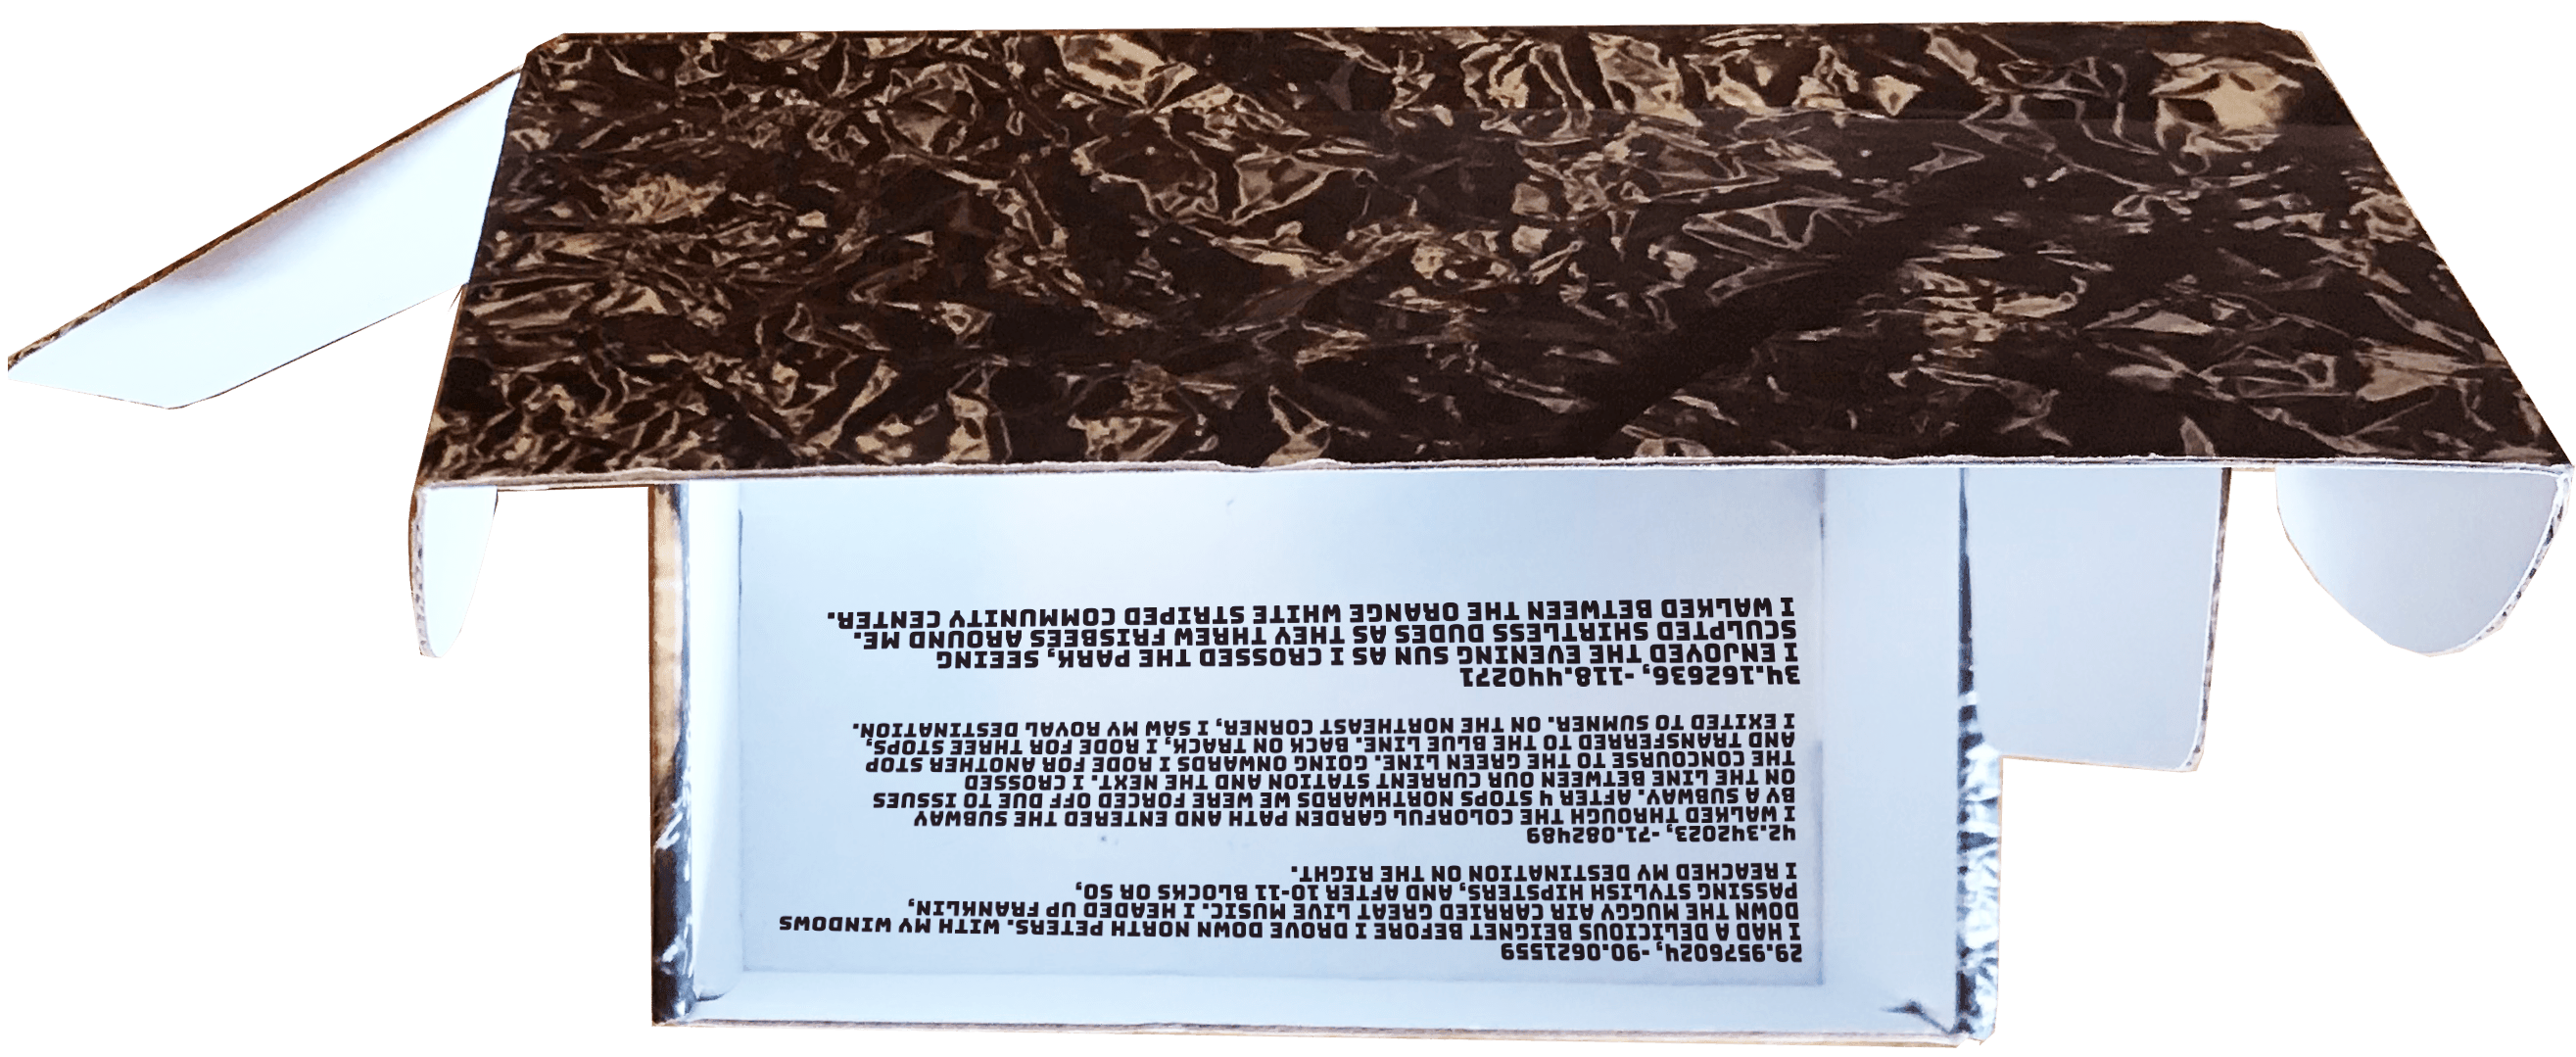 29.9576024, -90.0621559
I HAD A DELICIOUS BEIGNET BEFORE I DROVE DOWN NORTH PETERS. WITH MY WINDOWS
DOWN THE MUGGY AIR CARRIED GREAT LIVE MUSIC. I HEADED UP FRANKLIN,
PASSING STYLISH HIPSTERS, AND AFTER 10-11 BLOCKS OR SO,
I REACHED MY DESTINATION ON THE RIGHT.
42.342023, -71.082489
I WALKED THROUGH THE COLORFUL GARDEN PATH AND ENTERED THE SUBWAY
BY A SUBWAY. AFTER 4 STOPS NORTHWARDS WE WERE FORCED OFF DUE TO ISSUES
ON THE LINE BETWEEN OUR CURRENT STATION AND THE NEXT. I CROSSED
THE CONCOURSE TO THE GREEN LINE. GOING ONWARDS I RODE FOR ANOTHER STOP
AND TRANSFERRED TO THE BLUE LINE. BACK ON TRACK, I RODE FOR THREE STOPS,
I EXITED TO SUMNER. ON THE NORTHEAST CORNER, I SAW MY ROYAL DESTINATION.
34.162636, -118.440271
I ENJOYED THE EVENING SUN AS I CROSSED THE PARK, SEEING
SCULPTED SHIRTLESS DUDES AS THEY THREW FRISBEES AROUND ME.
I WALKED BETWEEN THE ORANGE WHITE STRIPED COMMUNITY CENTER.